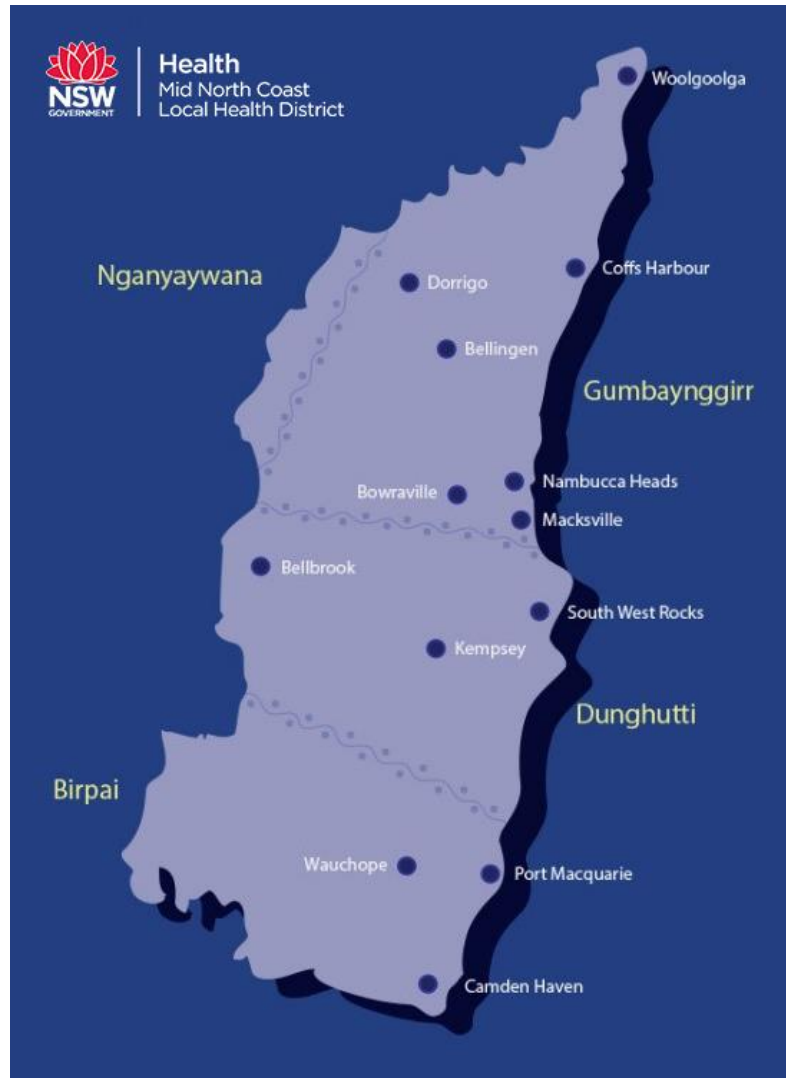 NSW
GOVERNMENT
Health
Mid North Coast
Local Health District
Woolgoolga
Nganyaywana
Coffs Harbour
Dorrigo
Bellingen
Gumbaynggirr
Nambucca Heads
Bowraville
Macksville
Bellbrook
South West Rocks
Kempsey
Dunghutti
Birpai
Wauchope
Port Macquarie
Camden Haven